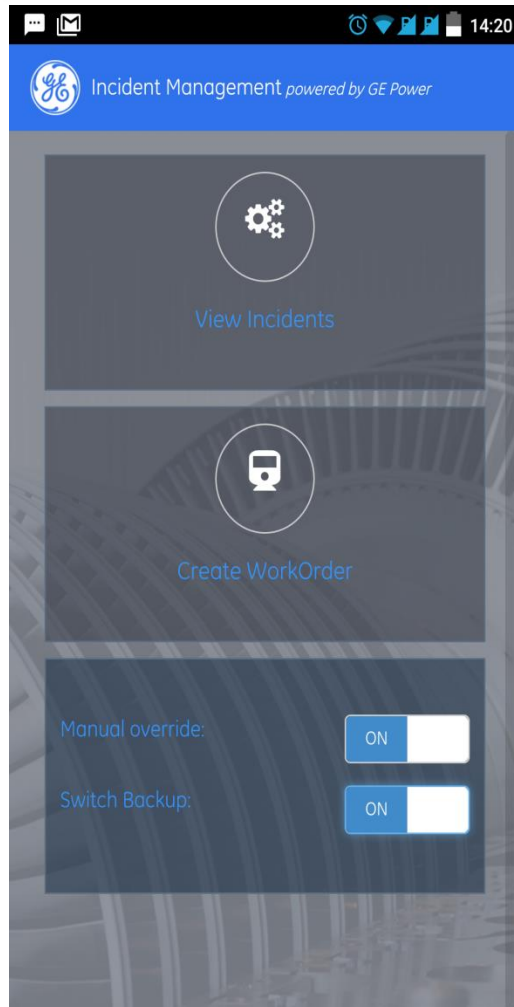 14:20
GE
Incident Management powered by GE Power
View Incidents
Create WorkOrder
Manual override: ON
Switch Backup: ON